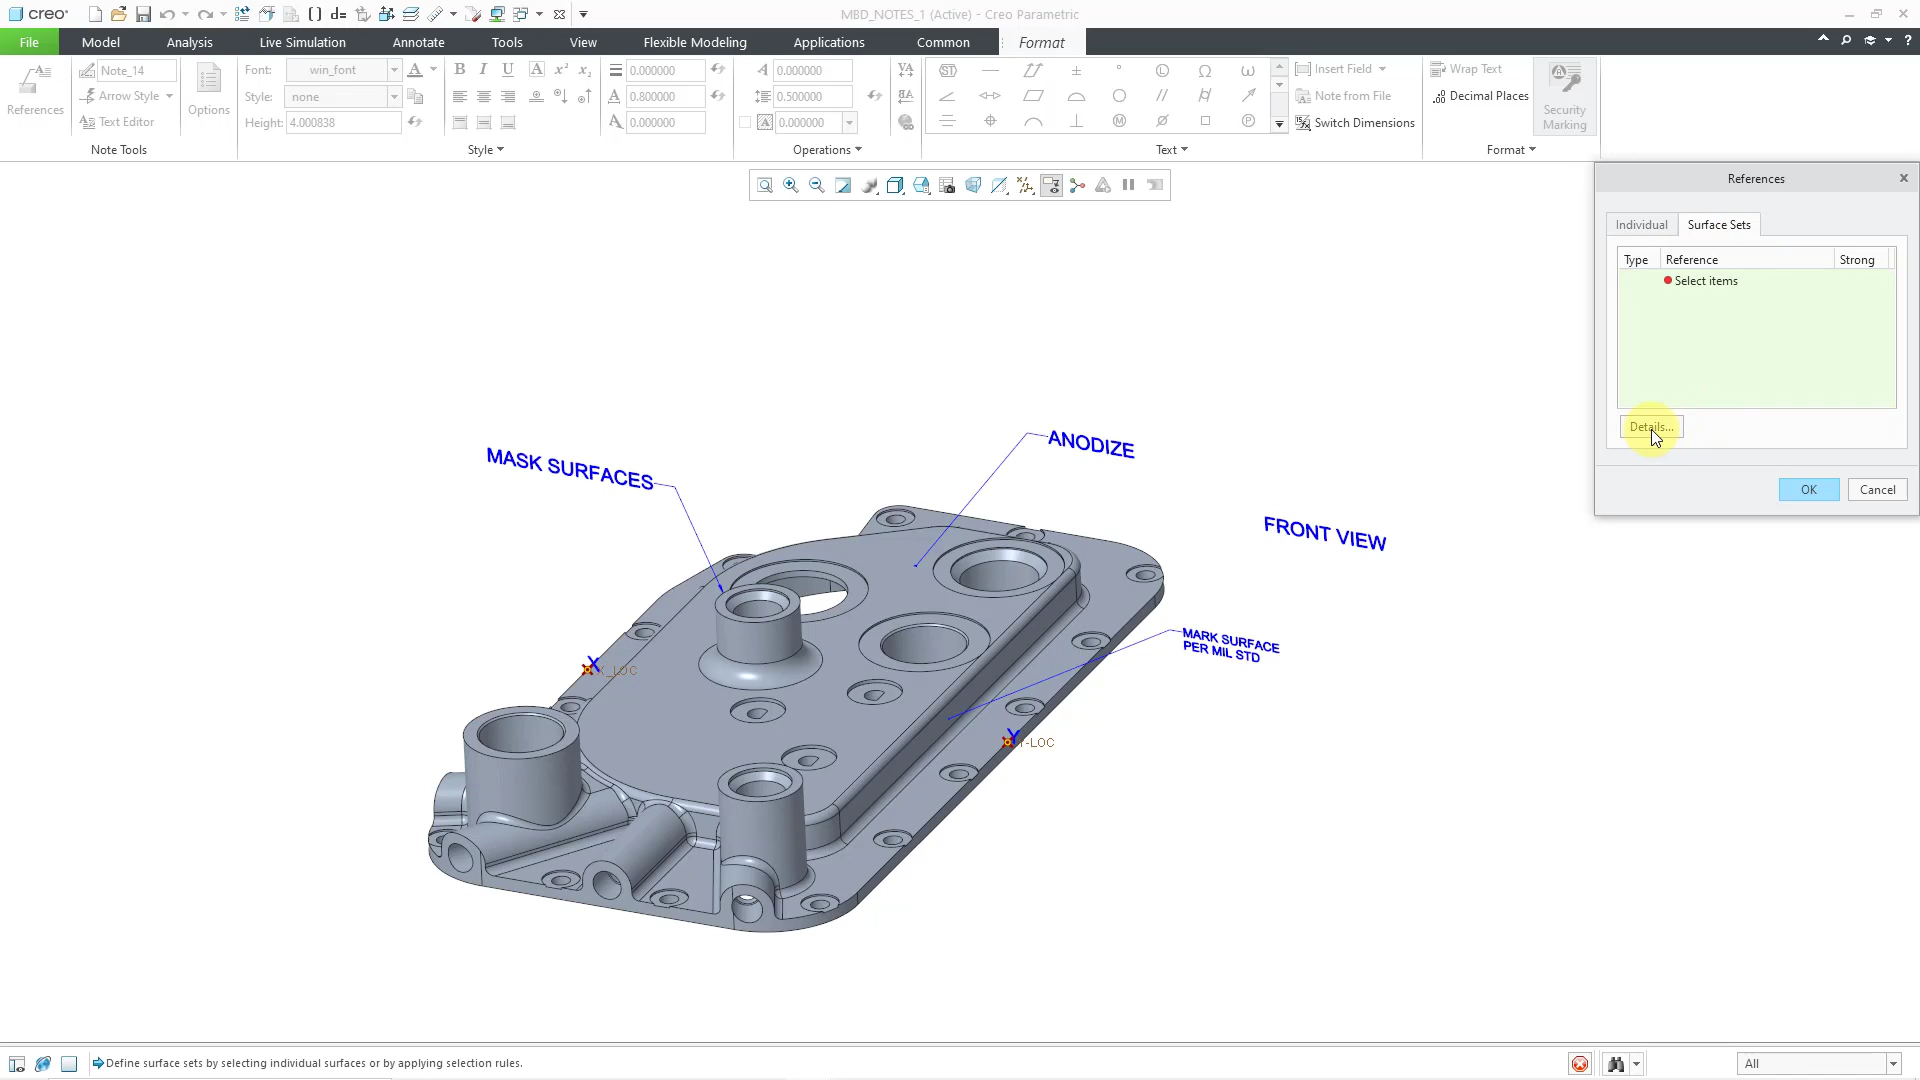 creo
MBD_NOTES_1 (Active) - Creo Parametric
File
Model
Analysis
Live Simulation
Annotate
Tools
View
Flexible Modeling
Applications
Common
Format
References
Note_14
Arrow Style
Text Editor
Note Tools
Options
Font:
win_font
Style:
none
Height:
4.000838
Style
0.000000
0.800000
0.000000
0.000000
0.500000
0.000000
Operations
Text
Insert Field
Note from File
Switch Dimensions
Wrap Text
Decimal Places
Format
Security
Marking
References
Individual
Surface Sets
Type
Reference
Strong
Select items
Details...
OK
Cancel
MASK SURFACES
ANODIZE
FRONT VIEW
MARK SURFACE
PER MIL STD
X
X_LOC
Y
Y-LOC
Define surface sets by selecting individual surfaces or by applying selection rules.
All